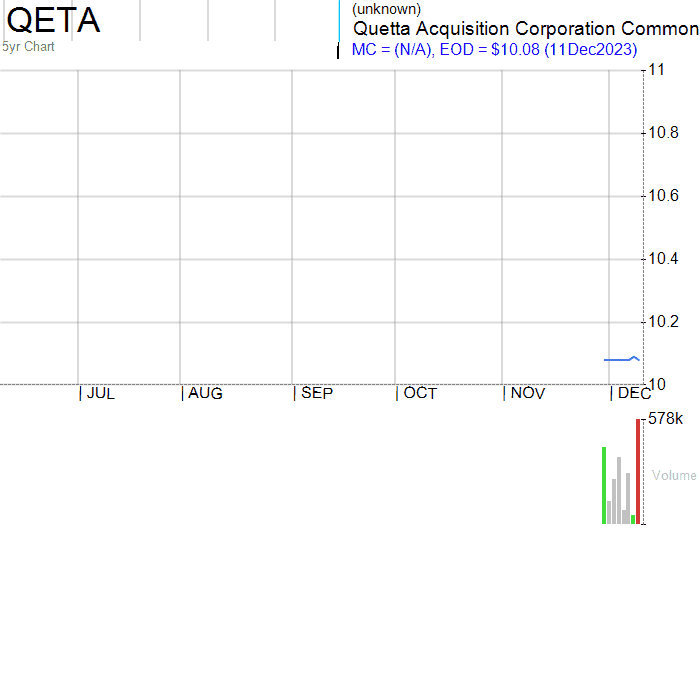 QETA
(unknown)
Quetta Acquisition Corporation Common
5yr Chart
MC = (N/A), EOD = $10.08 (11Dec2023)
11
10.8
10.6
10.4
10.2
10
JUL AUG SEP OCT NOV DEC
578k
Volume